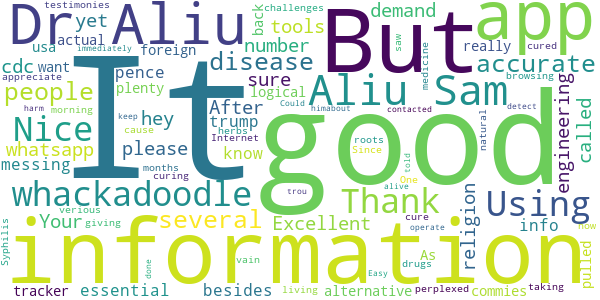 Dr Aliu
It
But
app
good
information
Aliu Sam
whackadoodle
Nice
Using
Thank
disease
people
accurate
several
Excellent
engineering
religion
tools
number
demand
called
please
whatsapp
messing
essential
alternative
tracker
besides
Your
After
trump
pence
cdc
hey
sure
logical
know
info
pulled
commies
foreign
actual
yet
usa
want
back
really
plenty
cause
As
cure
drugs
months
curing
verious
giving
vain
living
perplexed
taking
testimonies
challenges
immediately
appreciate
harm
morning
Could
himabout
Internet
herbs
roots
Since
told
One
trou
contacted
saw
medicine
cured
browsing
detect
natural
alive
operate
Easy
keep
done
Syphilis
now